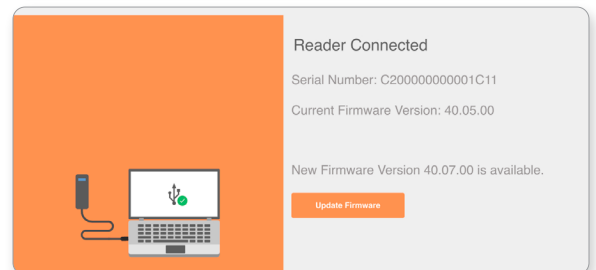 Reader Connected
Serial Number: C200000000001C11
Current Firmware Version: 40.05.00
New Firmware Version 40.07.00 is available.
Update Firmware